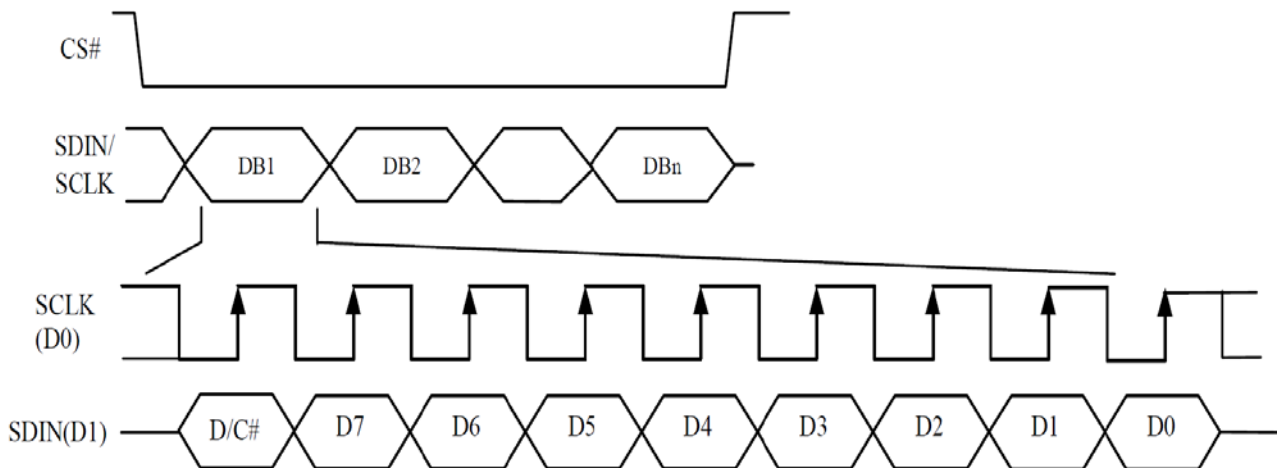 CS#
SDIN/
SCLK
DB1 DB2 DBn
SCLK
(D0)
SDIN(D1) D/C# D7 D6 D5 D4 D3 D2 D1 D0